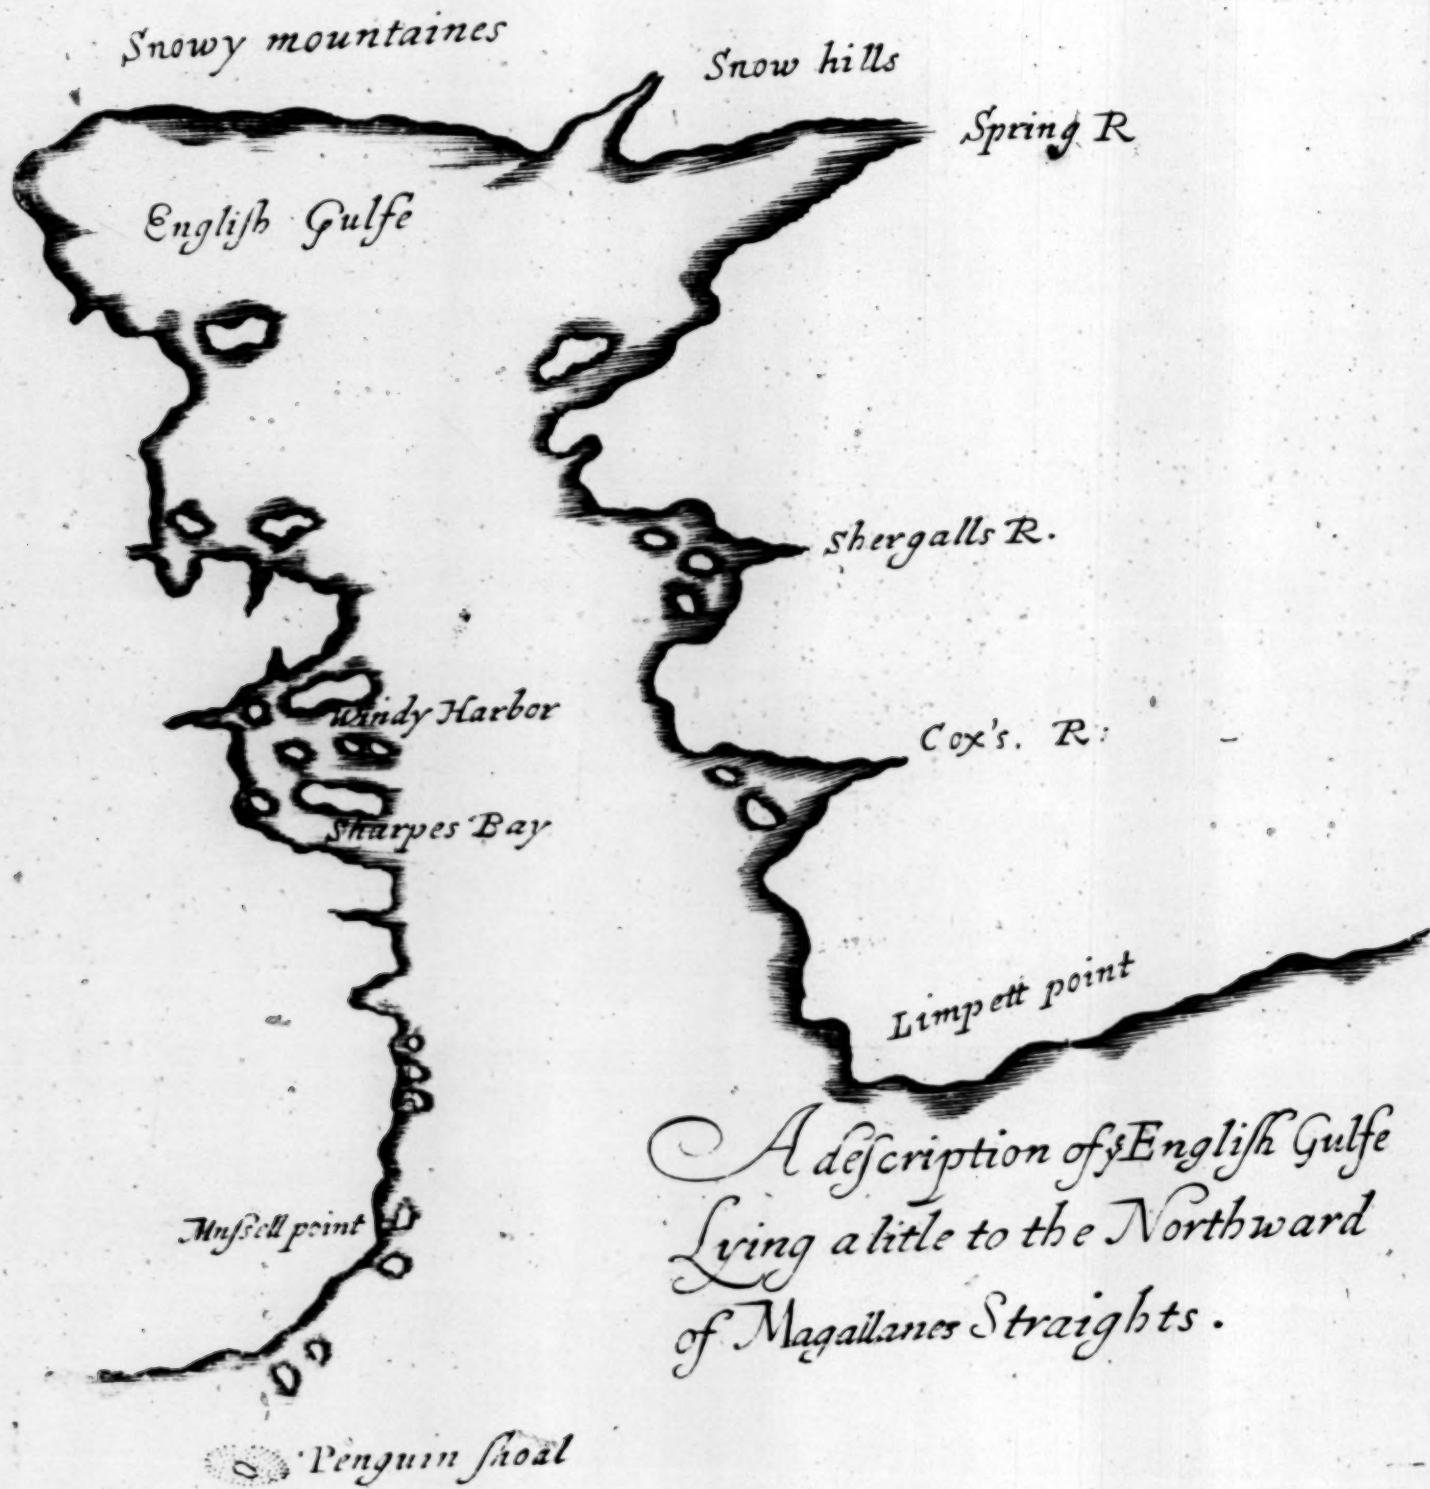 Snowy mountaines
Snow hills
Spring R
Engliſh Gulfe
Shergalls R.
Windy Harbor
Cox's. R:
Sharpes Bay
Limpett point
A deſcription of yͤ Engliſh Gulfe
Lying a litle to the Northward
of Magallanes Straights.
Muſsell point
Penguin ſhoal